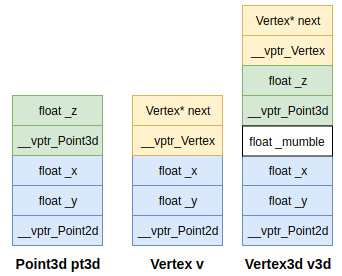 float _z
__vptr_Point3d
float _x
float _y
__vptr_Point2d
Point3d pt3d
Vertex* next
__vptr_Vertex
float _x
float _y
__vptr_Point2d
Vertex v
Vertex* next
__vptr_Vertex
float _z
__vptr_Point3d
float _mumble
float _x
float _y
__vptr_Point2d
Vertex3d v3d